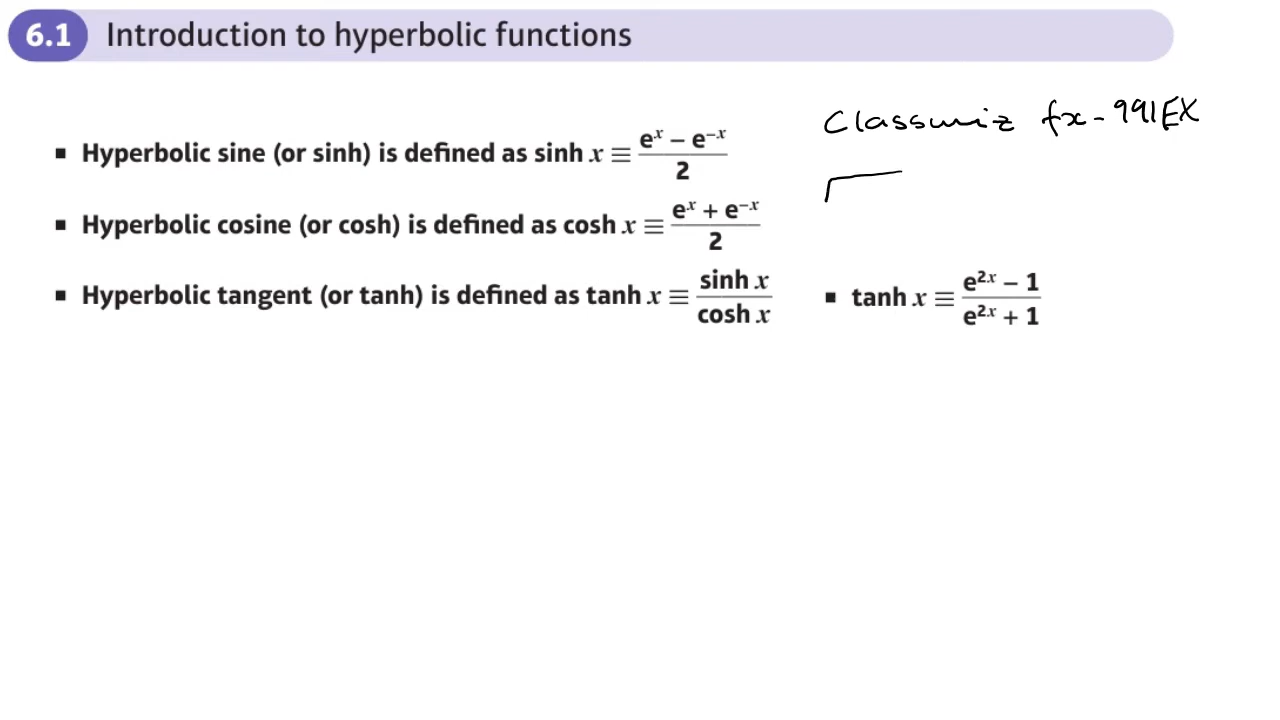 6.1 Introduction to hyperbolic functions
Classwiz fx-991EX
▪ Hyperbolic sine (or sinh) is defined as sinh x ≡ (eˣ − e⁻ˣ)/2
▪ Hyperbolic cosine (or cosh) is defined as cosh x ≡ (eˣ + e⁻ˣ)/2
▪ Hyperbolic tangent (or tanh) is defined as tanh x ≡ sinh x/cosh x
▪ tanh x ≡ (e²ˣ − 1)/(e²ˣ + 1)